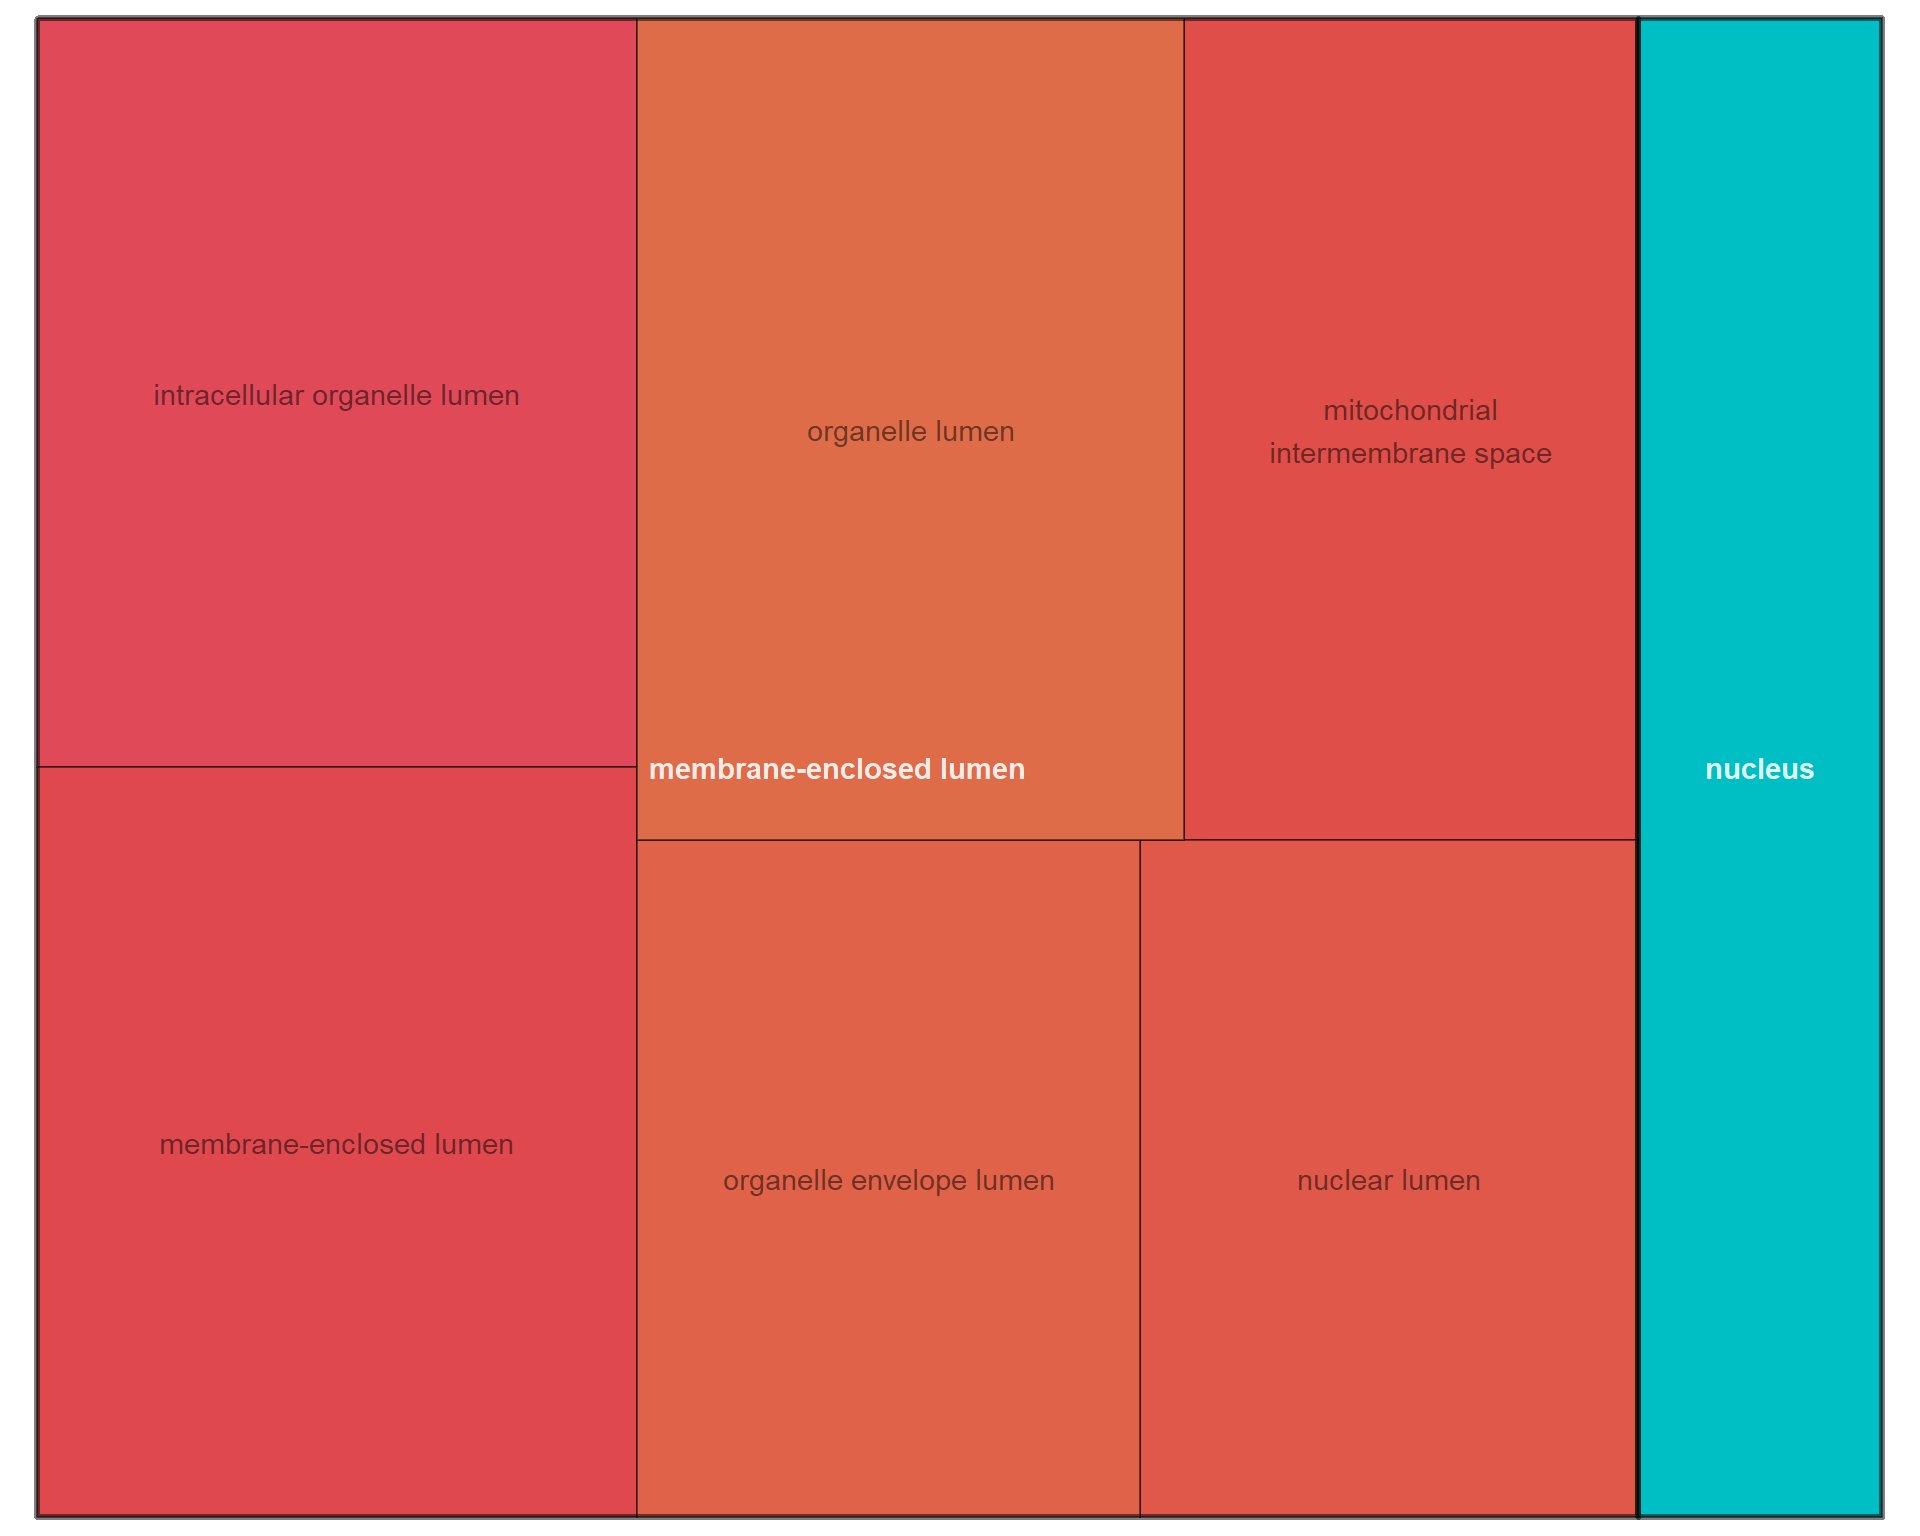 intracellular organelle lumen
organelle lumen
mitochondrial
intermembrane space
membrane-enclosed lumen
nucleus
membrane-enclosed lumen
organelle envelope lumen
nuclear lumen